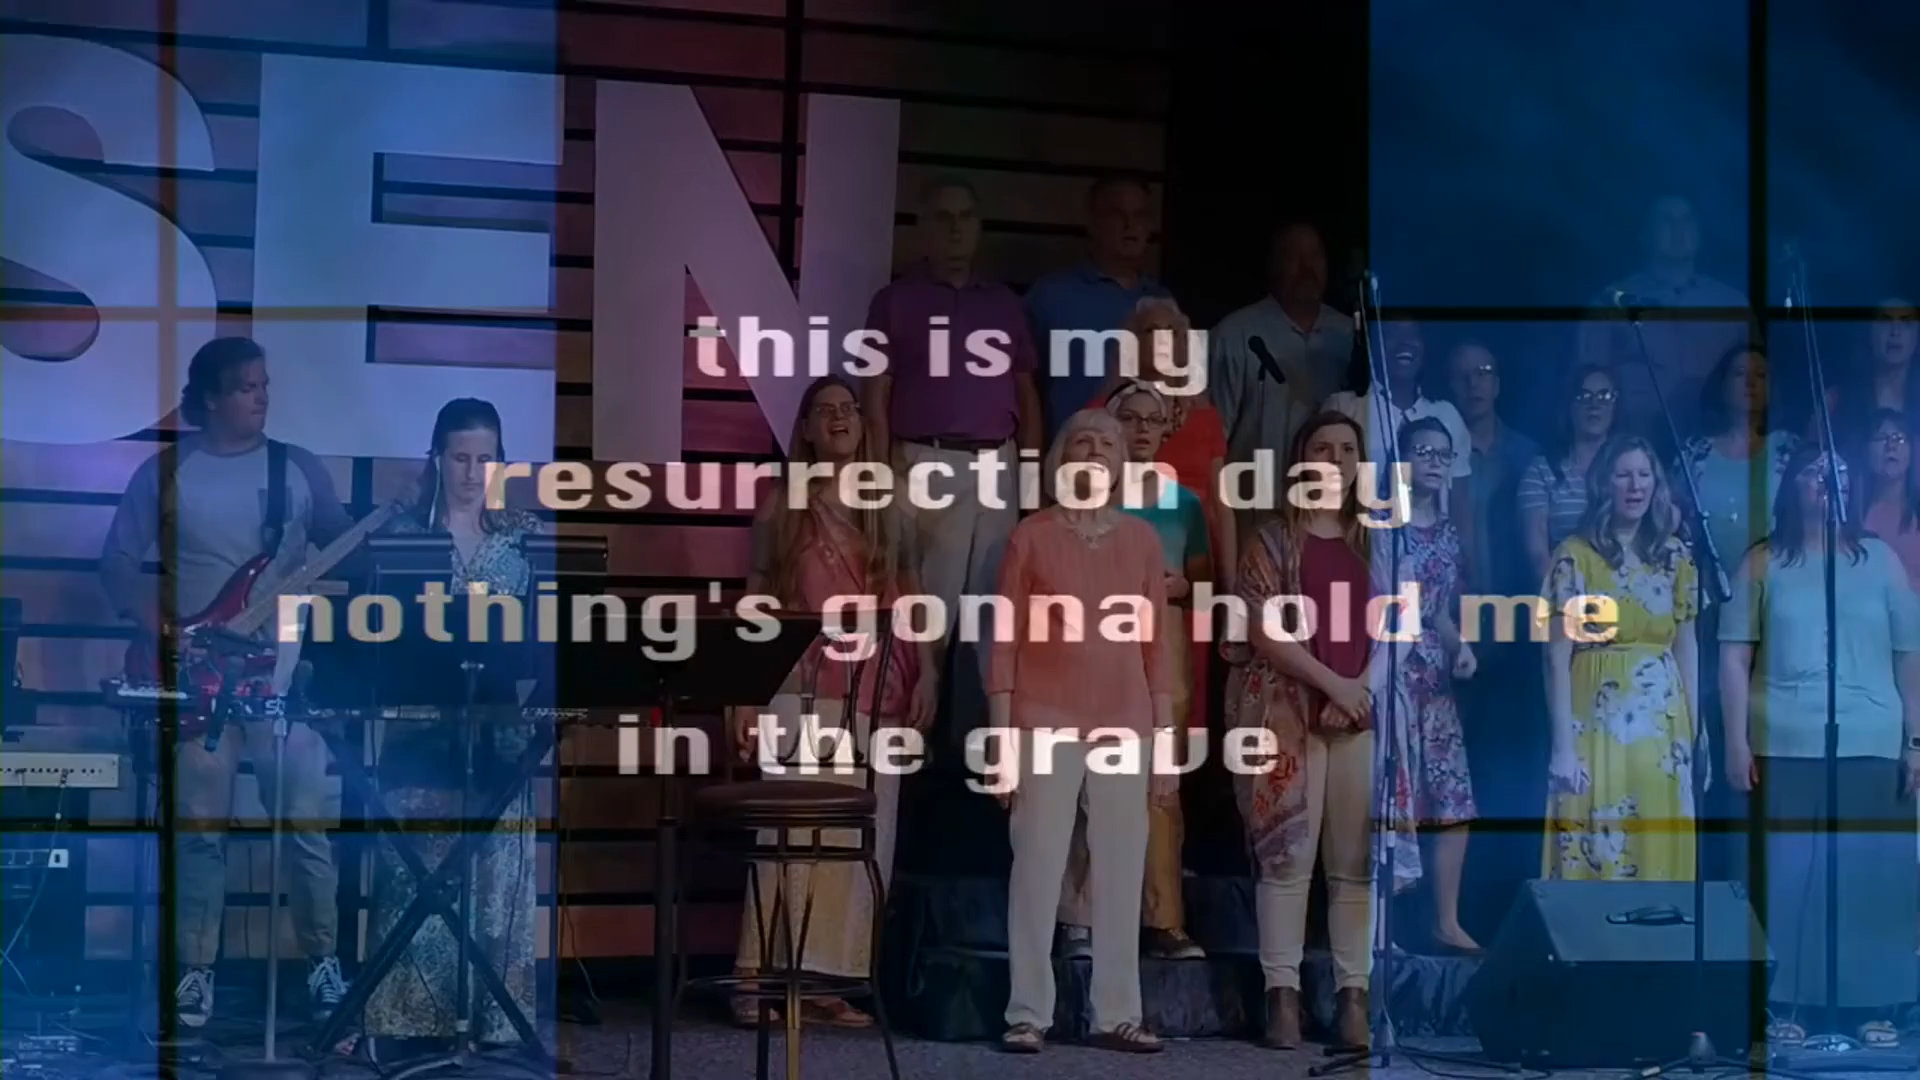 SEN
this is my
resurrection day
nothing's gonna hold me
in the grave